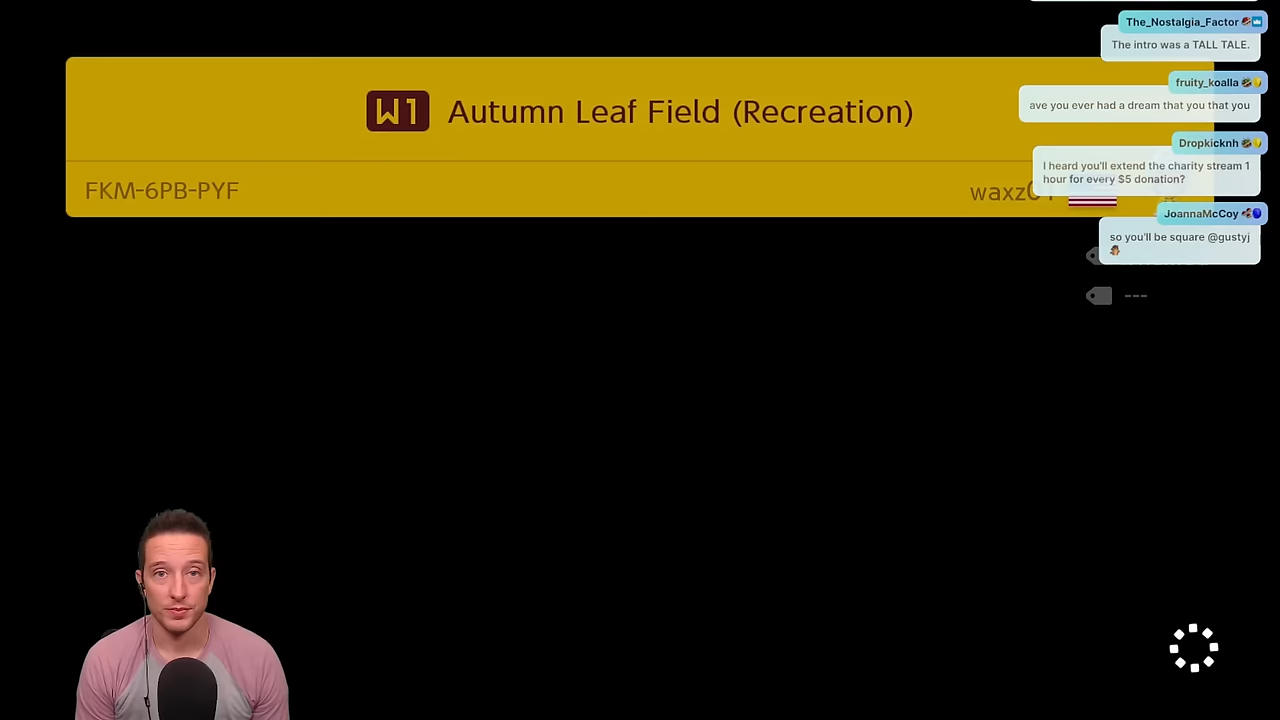 The_Nostalgia_Factor
The intro was a TALL TALE.
W1 Autumn Leaf Field (Recreation)
fruity_koalla
ave you ever had a dream that you that you
Dropkicknh
I heard you'll extend the charity stream 1
hour for every $5 donation?
FKM-6PB-PYF
JoannaMcCoy
so you'll be square @gustyj
---